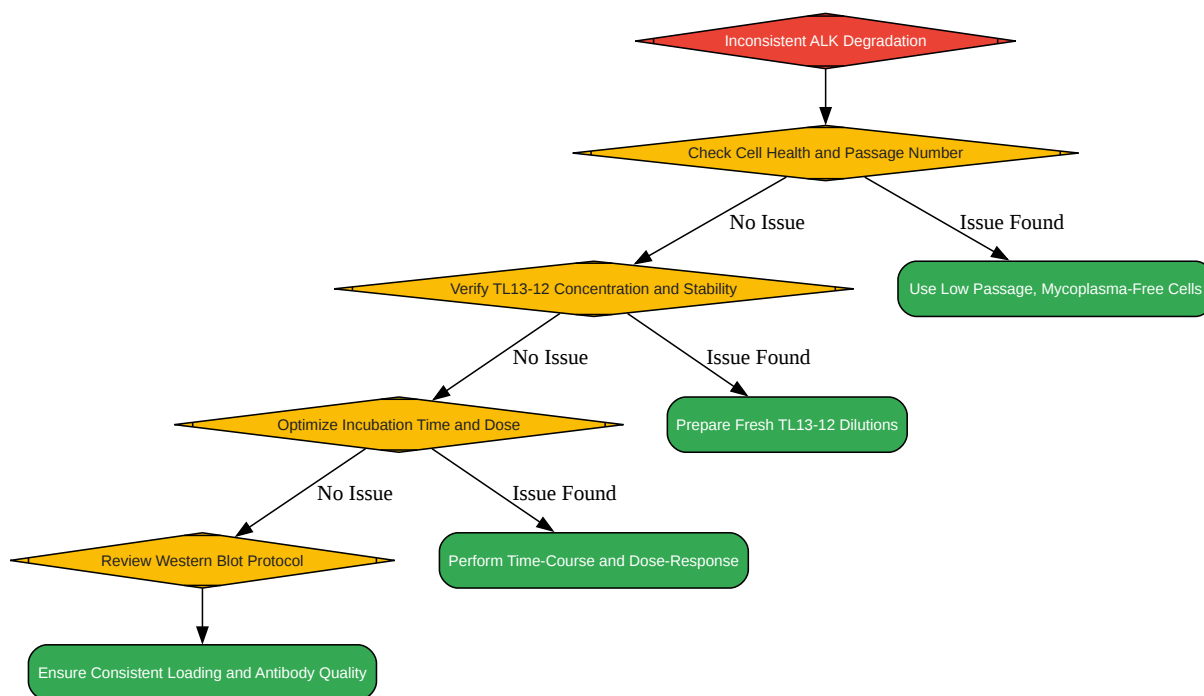 Inconsistent ALK Degradation
Check Cell Health and Passage Number
No Issue
Issue Found
Verify TL13-12 Concentration and Stability
Use Low Passage, Mycoplasma-Free Cells
No Issue
Issue Found
Optimize Incubation Time and Dose
Prepare Fresh TL13-12 Dilutions
No Issue
Issue Found
Review Western Blot Protocol
Perform Time-Course and Dose-Response
Ensure Consistent Loading and Antibody Quality